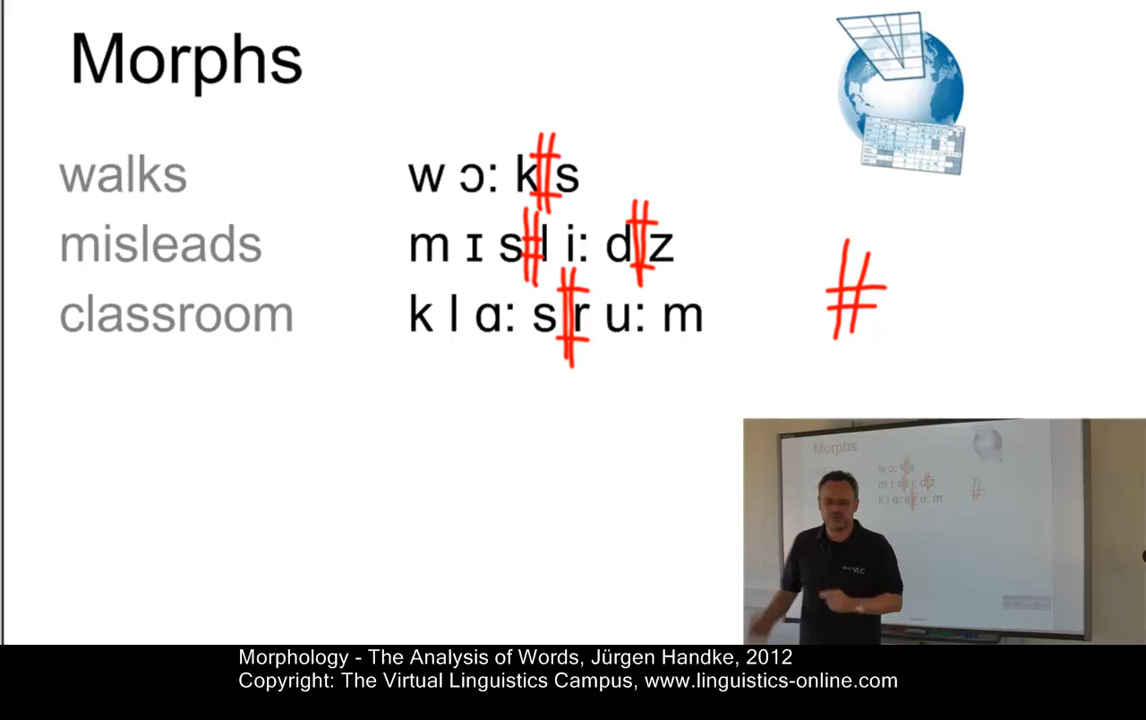 Morphs
walks w ɔ: k # s
misleads m ɪ s # l i: d # z
classroom k l ɑ: s # r u: m
#
Morphs
Morphology - The Analysis of Words, Jürgen Handke, 2012
Copyright: The Virtual Linguistics Campus, www.linguistics-online.com